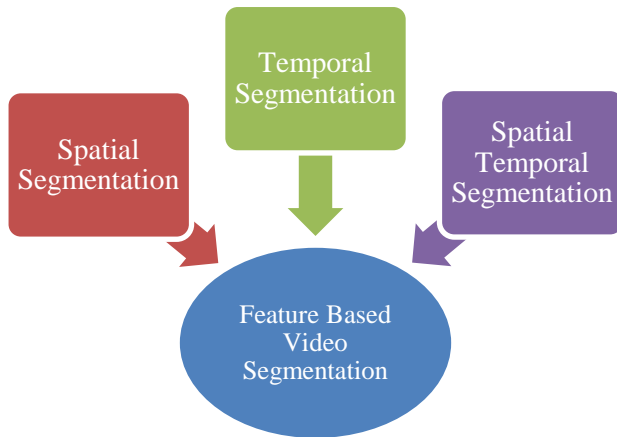 Temporal
Segmentation
Spatial
Segmentation
Spatial
Temporal
Segmentation
Feature Based
Video
Segmentation